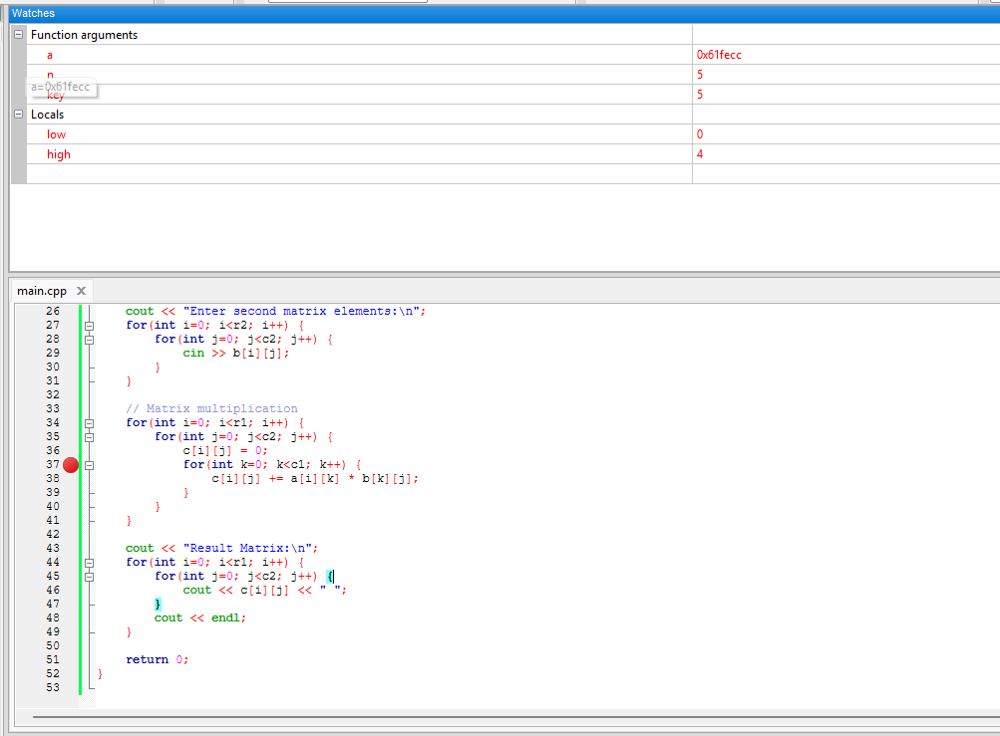 Watches
Function arguments
a 0x61fecc
n 5
a=0x61fecc
key 5
Locals
low 0
high 4
main.cpp X
26 cout << "Enter second matrix elements:\n";
27 for(int i=0; i<r2; i++) {
28 for(int j=0; j<c2; j++) {
29 cin >> b[i][j];
30 }
31 }
32
33 // Matrix multiplication
34 for(int i=0; i<r1; i++) {
35 for(int j=0; j<c2; j++) {
36 c[i][j] = 0;
37 for(int k=0; k<c1; k++) {
38 c[i][j] += a[i][k] * b[k][j];
39 }
40 }
41 }
42
43 cout << "Result Matrix:\n";
44 for(int i=0; i<r1; i++) {
45 for(int j=0; j<c2; j++) {
46 cout << c[i][j] << " ";
47 }
48 cout << endl;
49 }
50
51 return 0;
52 }
53